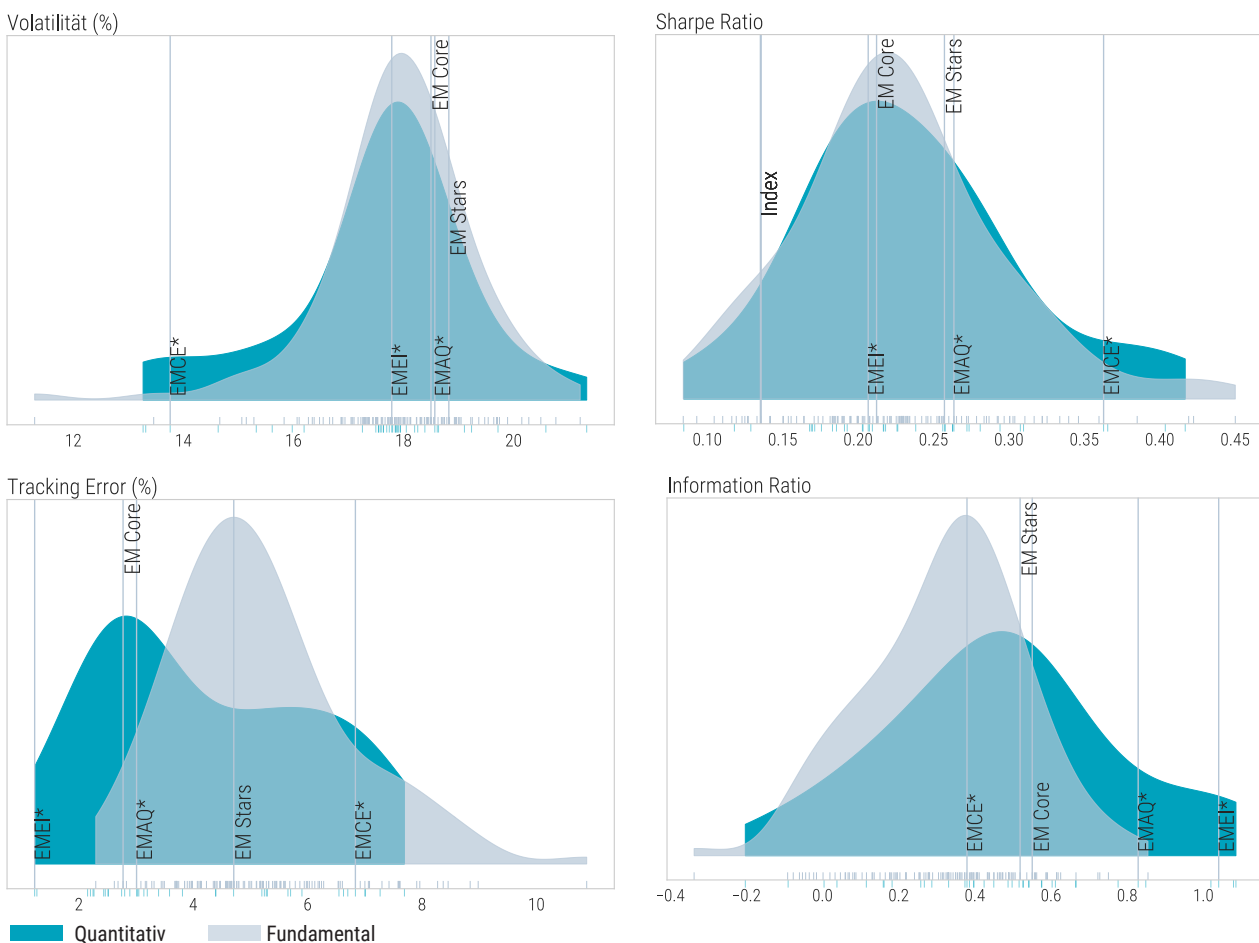 Volatilität (%)
EM Core
EM Stars
EMCE*
EMEI*
EMAQ*
12 14 16 18 20
Sharpe Ratio
EM Core
EM Stars
Index
EMEI*
EMAQ*
EMCE*
0.10 0.15 0.20 0.25 0.30 0.35 0.40 0.45
Tracking Error (%)
EM Core
EMEI*
EMAQ*
EM Stars
EMCE*
2 4 6 8 10
Information Ratio
EM Stars
EMCE*
EM Core
EMAQ*
EMEI*
−0.4 −0.2 0.0 0.2 0.4 0.6 0.8 1.0
Quantitativ Fundamental